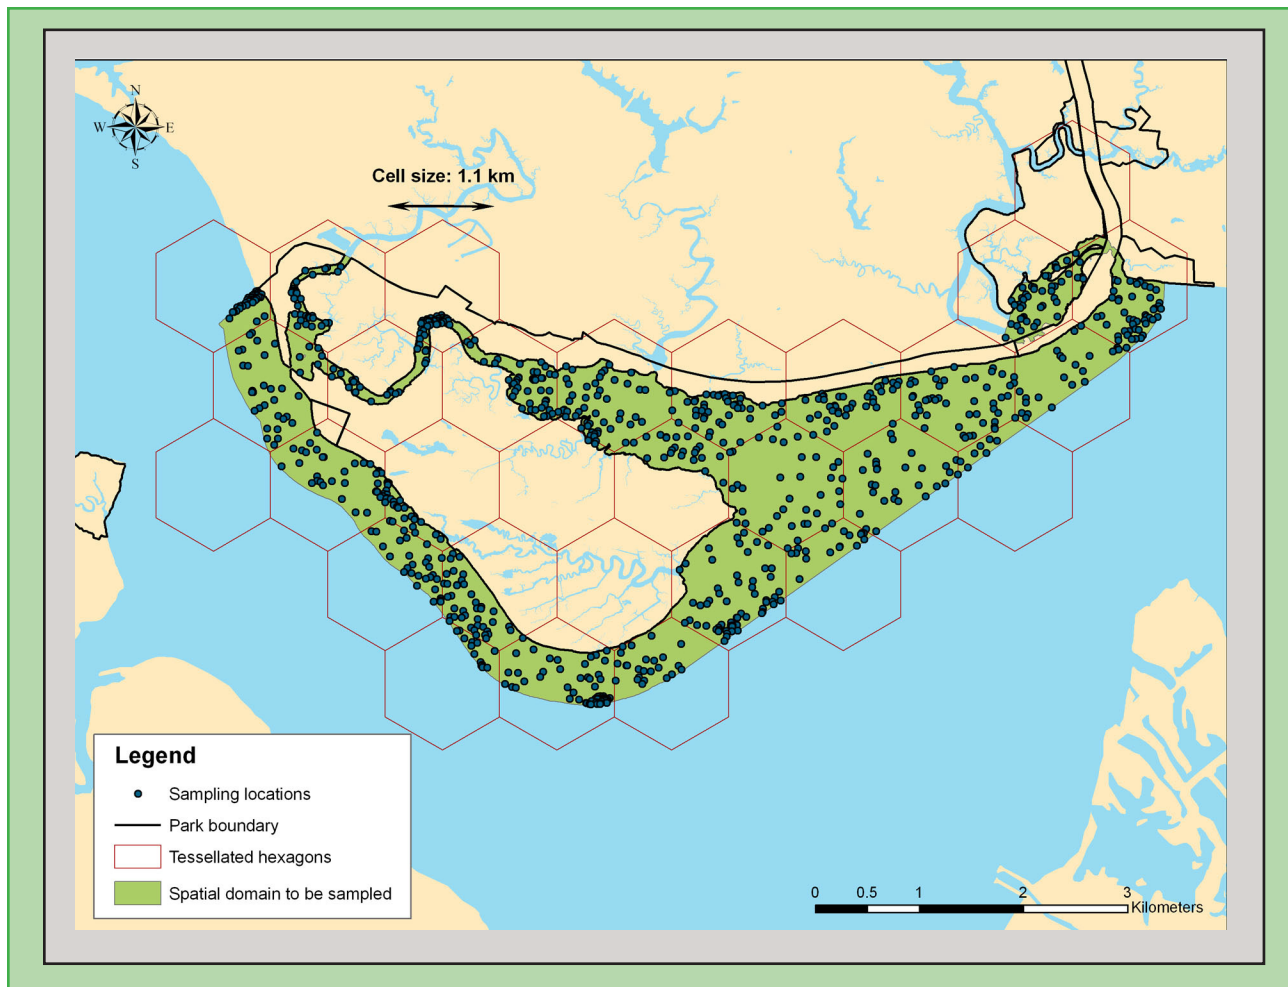 N
W E
S
Cell size: 1.1 km
Legend
Sampling locations
Park boundary
Tessellated hexagons
Spatial domain to be sampled
0 0.5 1 2 3
Kilometers